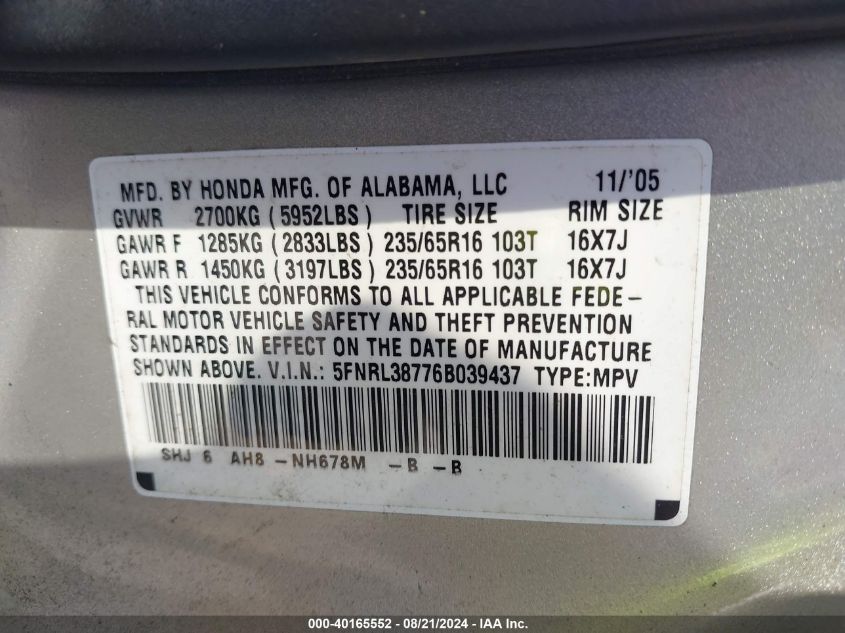 MFD. BY HONDA MFG. OF ALABAMA, LLC 11/'05
GVWR 2700KG (5952LBS) TIRE SIZE RIM SIZE
GAWR F 1285KG (2833LBS) 235/65R16 103T 16X7J
GAWR R 1450KG (3197LBS) 235/65R16 103T 16X7J
THIS VEHICLE CONFORMS TO ALL APPLICABLE FEDE-
RAL MOTOR VEHICLE SAFETY AND THEFT PREVENTION
STANDARDS IN EFFECT ON THE DATE OF MANUFACTURE
SHOWN ABOVE. V.I.N.: 5FNRL38776B039437 TYPE:MPV
SHJ 6 AH8 -NH678M -B -B
000-40165552 - 08/21/2024 - © IAA, Inc.